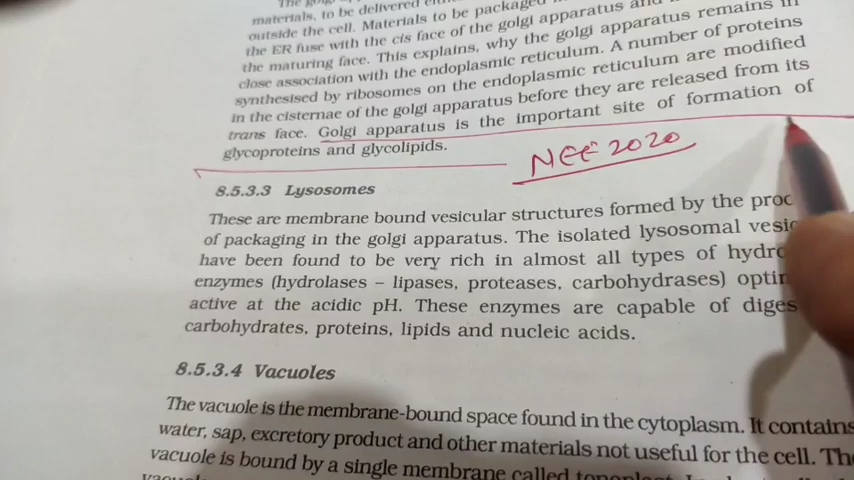 The golgi
materials, to be delivered
outside the cell. Materials to be packaged
the ER fuse with the cis face of the golgi apparatus and
the maturing face. This explains, why the golgi apparatus remains in
close association with the endoplasmic reticulum. A number of proteins
synthesised by ribosomes on the endoplasmic reticulum are modified
in the cisternae of the golgi apparatus before they are released from its
trans face. Golgi apparatus is the important site of formation of
glycoproteins and glycolipids.
NEET 2020
8.5.3.3 Lysosomes
These are membrane bound vesicular structures formed by the proc
of packaging in the golgi apparatus. The isolated lysosomal vesic
have been found to be very rich in almost all types of hydro
enzymes (hydrolases – lipases, proteases, carbohydrases) optim
active at the acidic pH. These enzymes are capable of diges
carbohydrates, proteins, lipids and nucleic acids.
8.5.3.4 Vacuoles
The vacuole is the membrane-bound space found in the cytoplasm. It contains
water, sap, excretory product and other materials not useful for the cell. The
vacuole is bound by a single membrane called tonoplast.